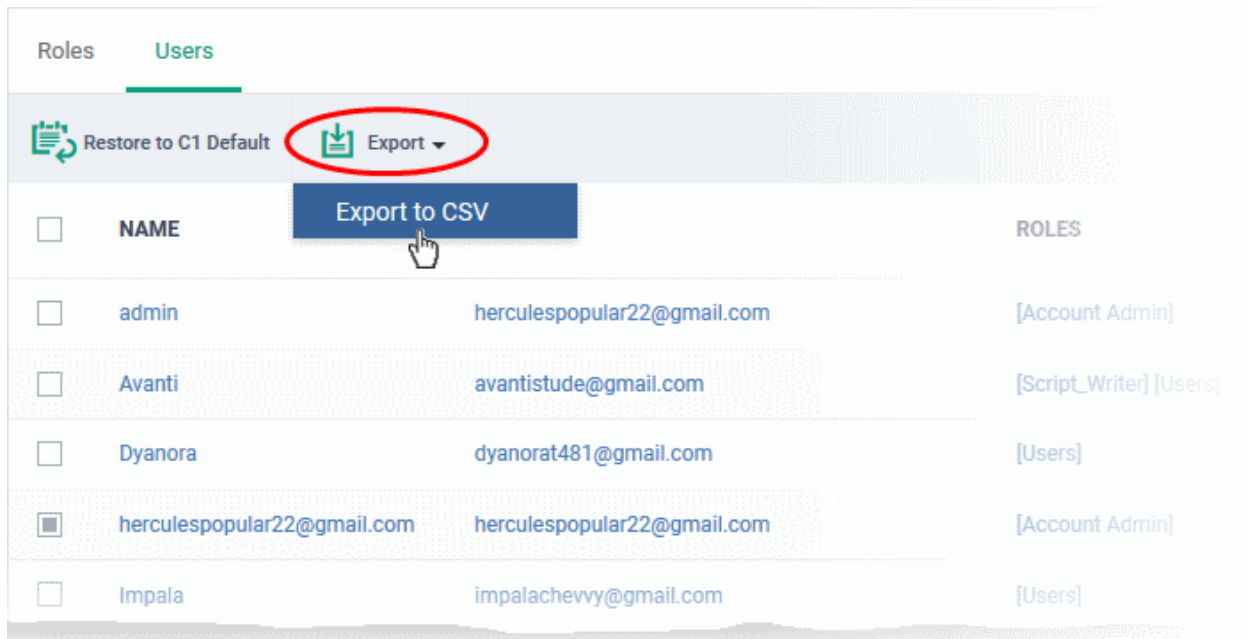 Roles Users
Restore to C1 Default Export
Export to CSV
NAME ROLES
admin herculespopular22@gmail.com [Account Admin]
Avanti avantistude@gmail.com [Script_Writer] [Users]
Dyanora dyanorat481@gmail.com [Users]
herculespopular22@gmail.com herculespopular22@gmail.com [Account Admin]
Impala impalachevvy@gmail.com [Users]